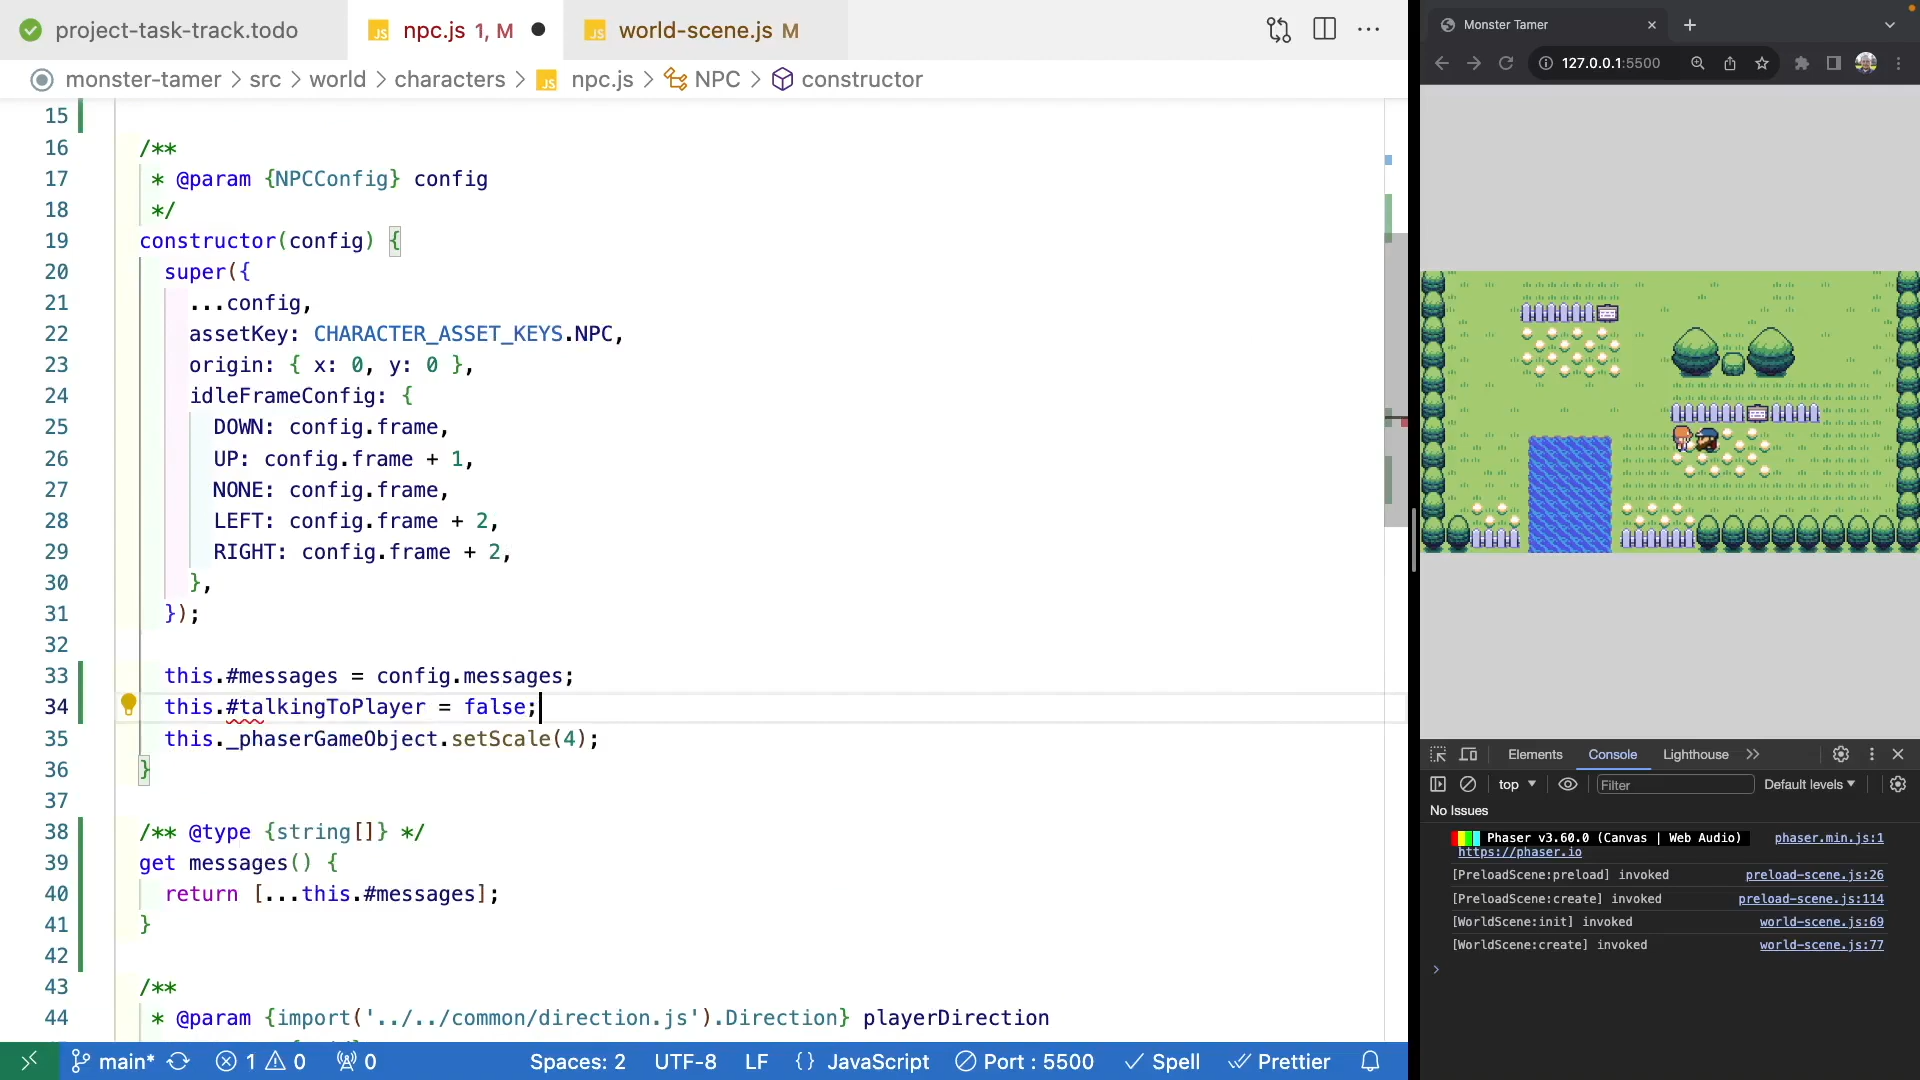 project-task-track.todo
npc.js 1, M
world-scene.js M
monster-tamer > src > world > characters > npc.js > NPC > constructor
15
16 /**
17 * @param {NPCConfig} config
18 */
19 constructor(config) {
20 super({
21 ...config,
22 assetKey: CHARACTER_ASSET_KEYS.NPC,
23 origin: { x: 0, y: 0 },
24 idleFrameConfig: {
25 DOWN: config.frame,
26 UP: config.frame + 1,
27 NONE: config.frame,
28 LEFT: config.frame + 2,
29 RIGHT: config.frame + 2,
30 },
31 });
32
33 this.#messages = config.messages;
34 this.#talkingToPlayer = false;
35 this._phaserGameObject.setScale(4);
36 }
37
38 /** @type {string[]} */
39 get messages() {
40 return [...this.#messages];
41 }
42
43 /**
44 * @param {import('../../common/direction.js').Direction} playerDirection
main* 1 0 0 Spaces: 2 UTF-8 LF {} JavaScript Port : 5500 Spell Prettier
Monster Tamer
127.0.0.1:5500
Elements Console Lighthouse
top Filter Default levels
No Issues
Phaser v3.60.0 (Canvas | Web Audio) phaser.min.js:1
https://phaser.io
[PreloadScene:preload] invoked preload-scene.js:26
[PreloadScene:create] invoked preload-scene.js:114
[WorldScene:init] invoked world-scene.js:69
[WorldScene:create] invoked world-scene.js:77